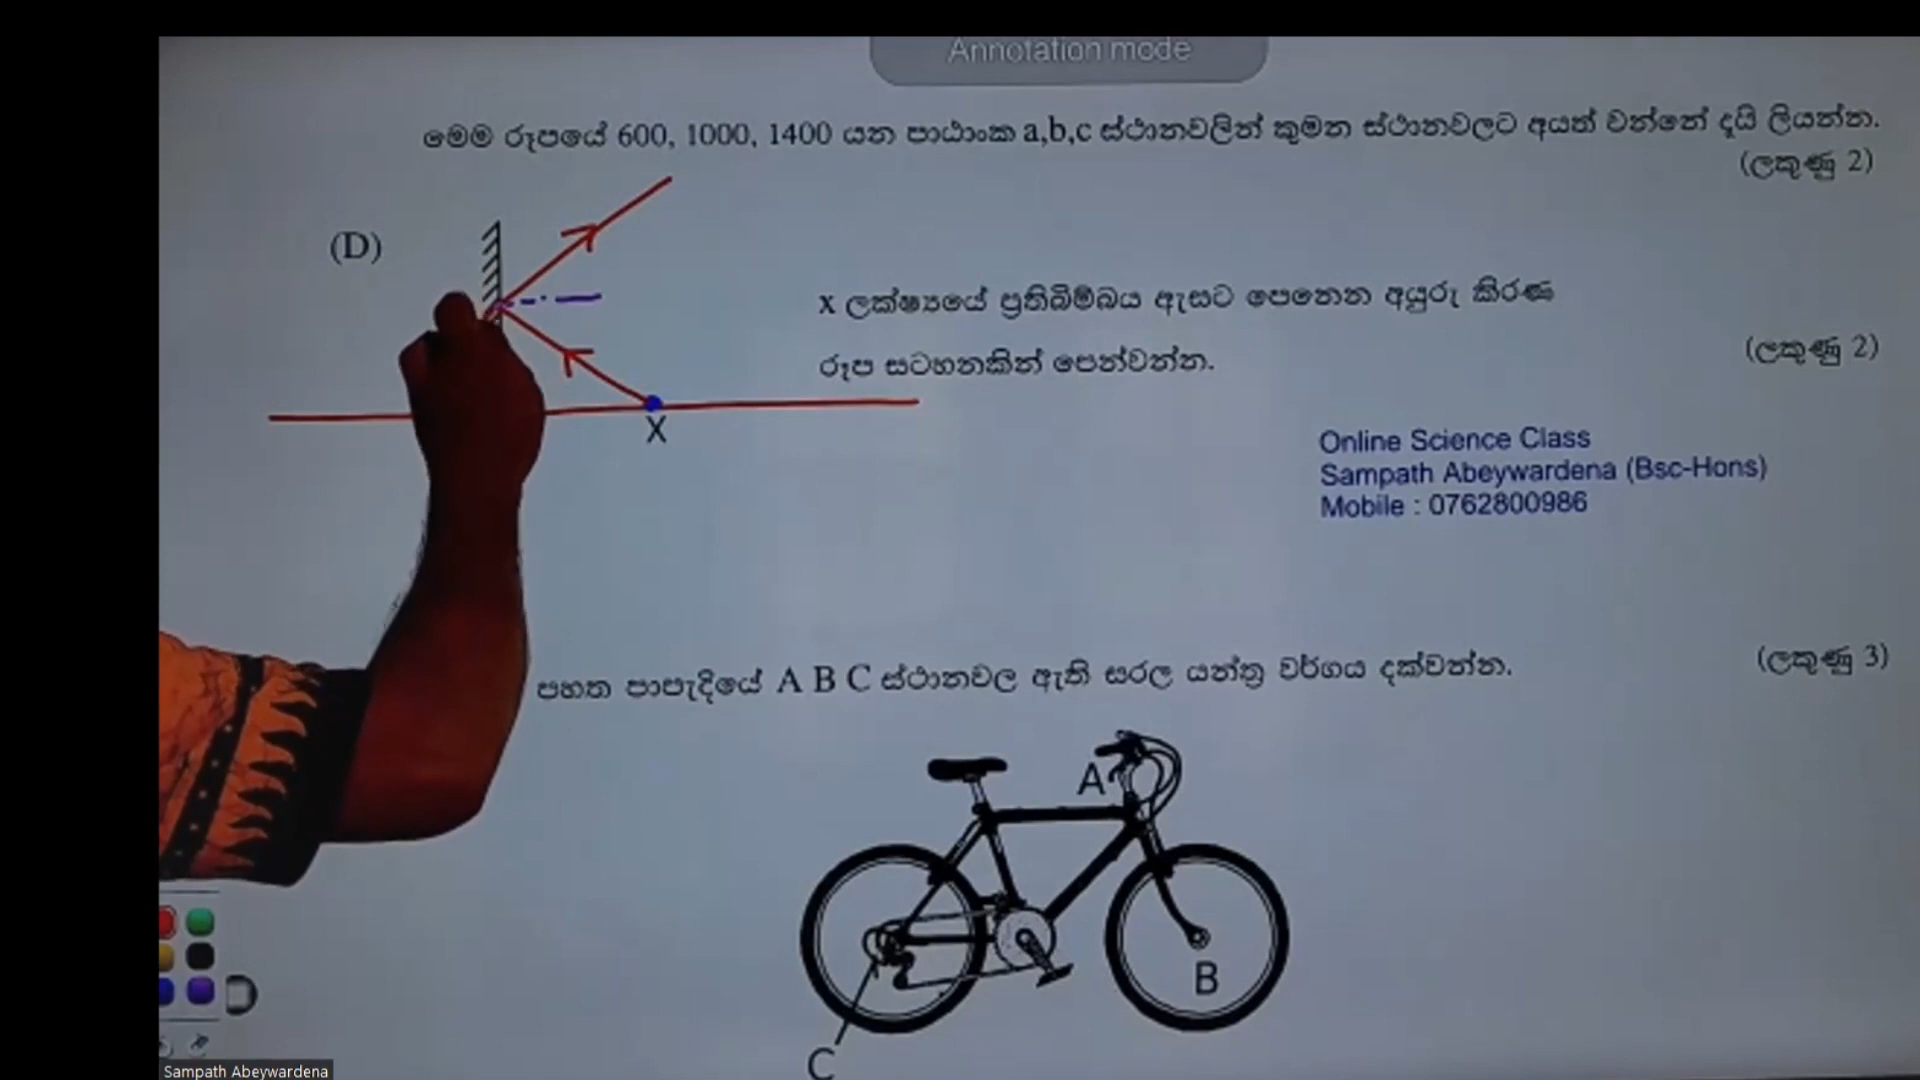 Annotation mode
මෙම රූපයේ 600, 1000, 1400 යන පාඨාංක a,b,c ස්ථානවලින් කුමන ස්ථානවලට අයත් වන්නේ දැයි ලියන්න.
(ලකුණු 2)
(D)
x ලක්ෂ්‍යයේ ප්‍රතිබිම්බය ඇසට පෙනෙන අයුරු කිරණ
රූප සටහනකින් පෙන්වන්න.
(ලකුණු 2)
X
Online Science Class
Sampath Abeywardena (Bsc-Hons)
Mobile : 0762800986
පහත පාපැදියේ A B C ස්ථානවල ඇති සරල යන්ත්‍ර වර්ගය දක්වන්න.
(ලකුණු 3)
A
B
C
Sampath Abeywardena